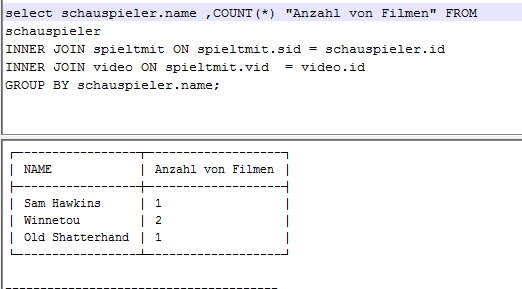 select schauspieler.name ,COUNT(*) "Anzahl von Filmen" FROM
schauspieler
INNER JOIN spieltmit ON spieltmit.sid = schauspieler.id
INNER JOIN video ON spieltmit.vid  = video.id
GROUP BY schauspieler.name;
NAME Anzahl von Filmen
Sam Hawkins 1
Winnetou 2
Old Shatterhand 1